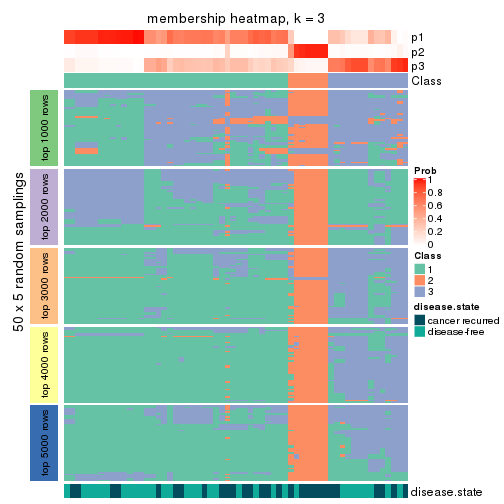 membership heatmap, k = 3
p1
p2
p3
Class
50 x 5 random samplings
top 1000 rows
top 2000 rows
top 3000 rows
top 4000 rows
top 5000 rows
Prob
1
0.8
0.6
0.4
0.2
0
Class
1
2
3
disease.state
cancer recurred
disease-free
disease.state